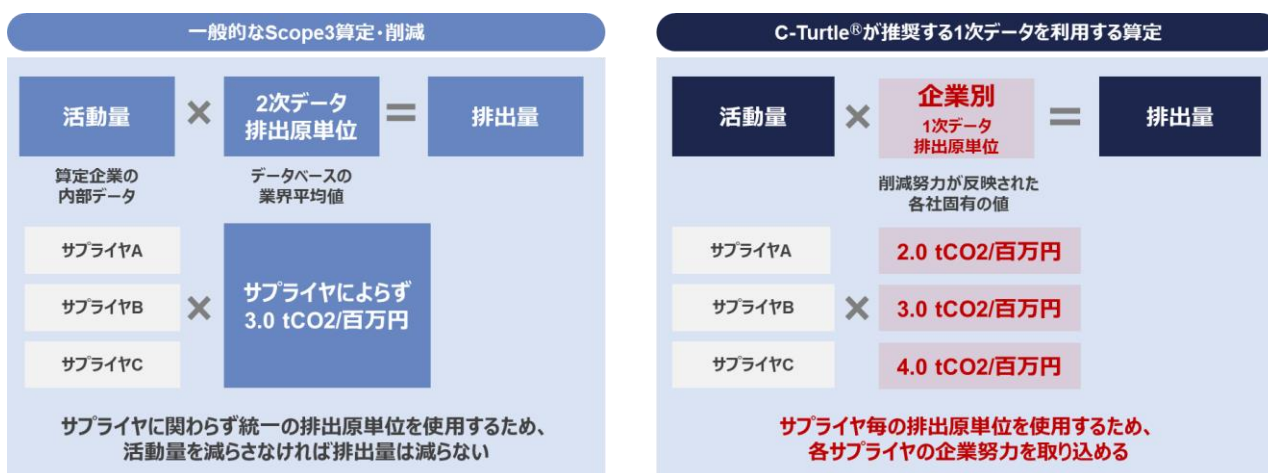 一般的なScope3算定・削減
活動量
×
2次データ
排出原単位
=
排出量
算定企業の
内部データ
データベースの
業界平均値
サプライヤA
サプライヤB
サプライヤC
×
サプライヤによらず
3.0 tCO2/百万円
サプライヤに関わらず統一の排出原単位を使用するため、
活動量を減らさなければ排出量は減らない
C-Turtle®が推奨する1次データを利用する算定
活動量
×
企業別
1次データ
排出原単位
=
排出量
削減努力が反映された
各社固有の値
サプライヤA
サプライヤB
サプライヤC
×
2.0 tCO2/百万円
3.0 tCO2/百万円
4.0 tCO2/百万円
サプライヤ毎の排出原単位を使用するため、
各サプライヤの企業努力を取り込める